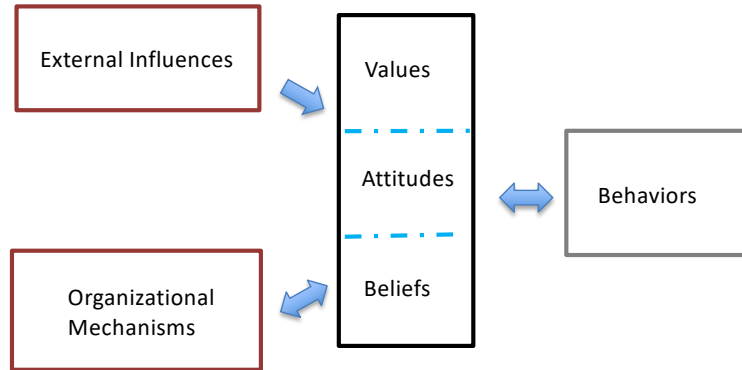 External Influences
Values
Attitudes
Behaviors
Beliefs
Organizational
Mechanisms